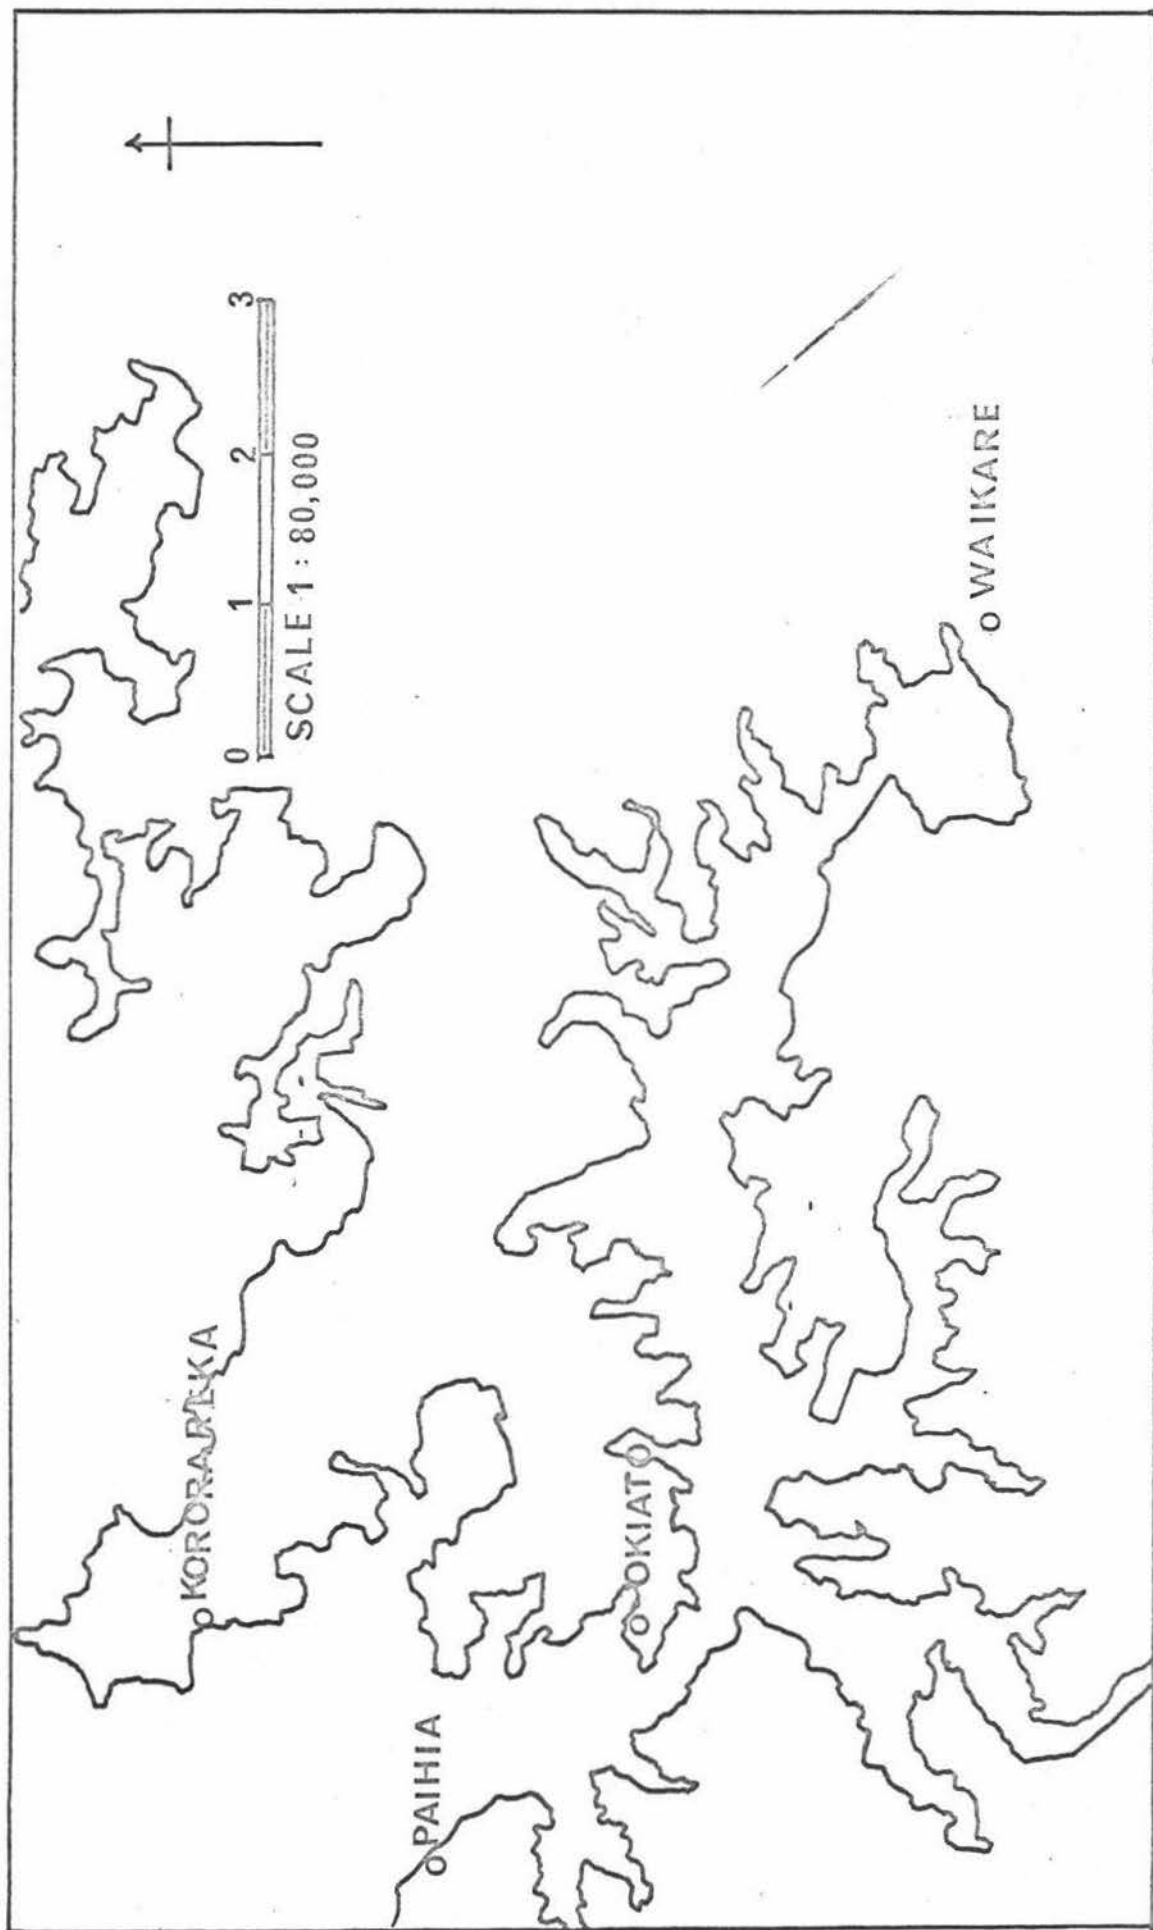 0 1 2 3
SCALE 1 : 80,000
KORORAREKA
PAIHIA
OKIATO
WAIKARE